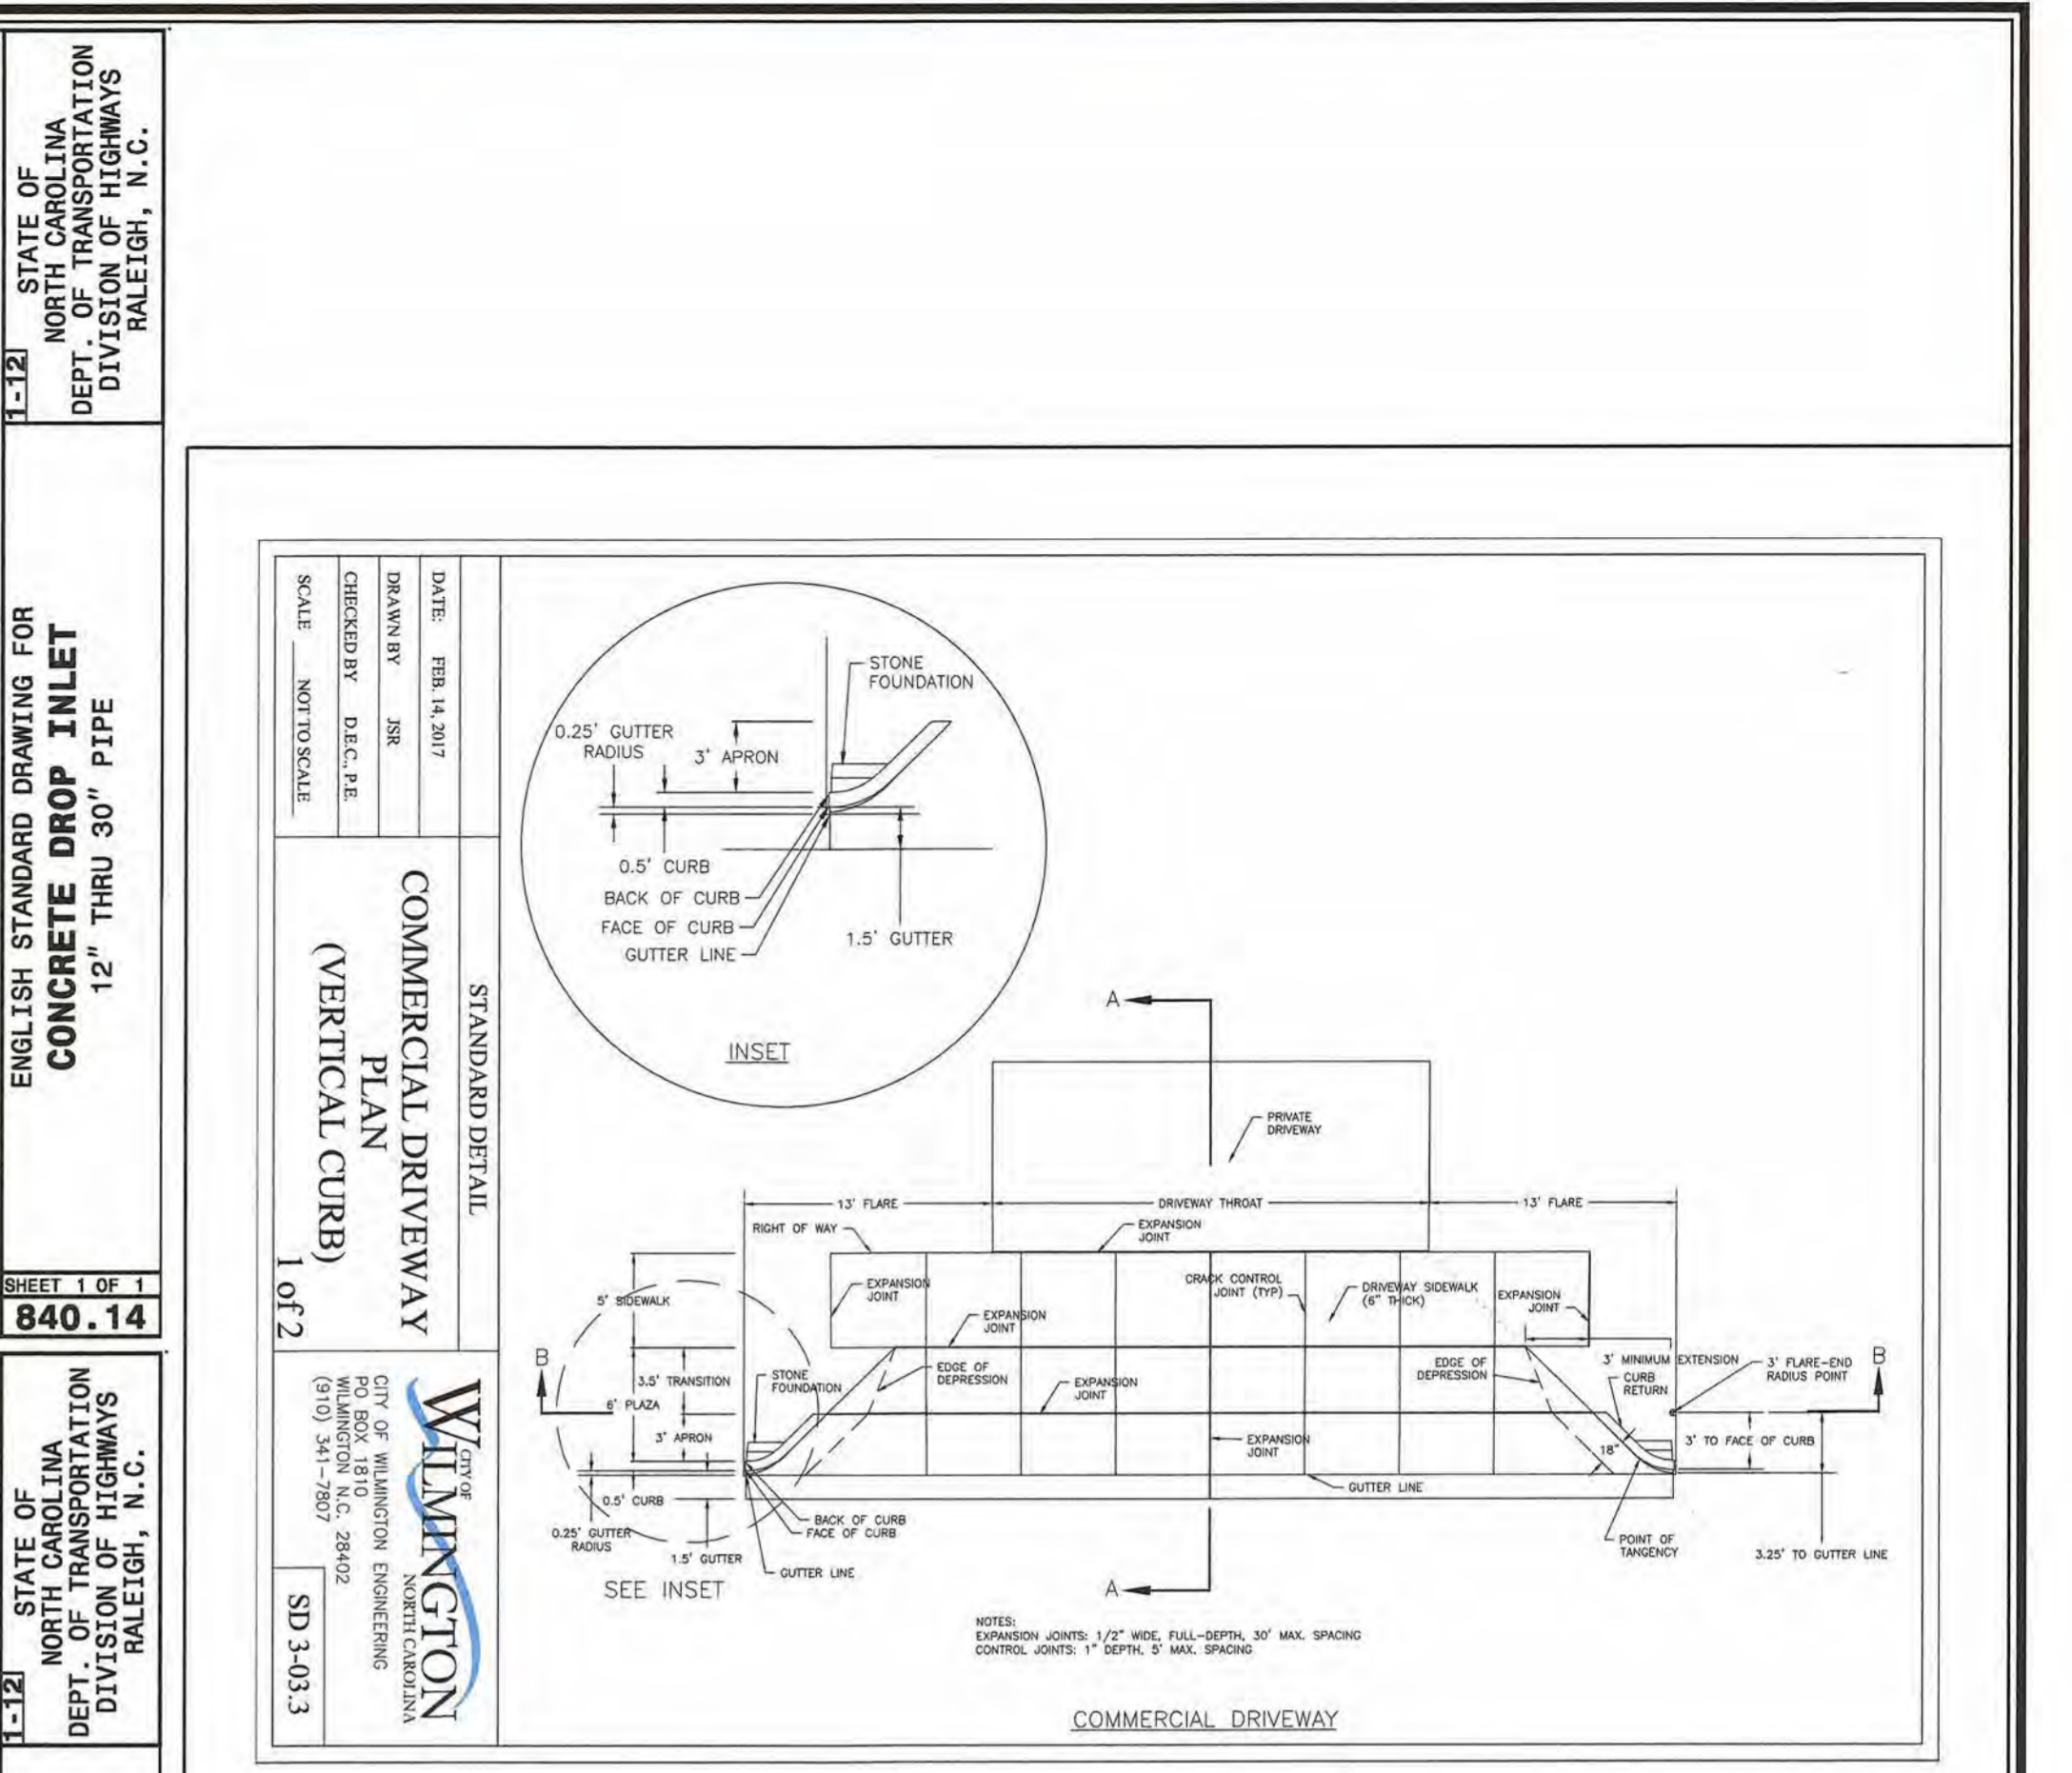 1-12
STATE OF
NORTH CAROLINA
DEPT. OF TRANSPORTATION
DIVISION OF HIGHWAYS
RALEIGH, N.C.
ENGLISH STANDARD DRAWING FOR
CONCRETE DROP INLET
12" THRU 30" PIPE
SHEET 1 OF 1
840.14
1-12
STATE OF
NORTH CAROLINA
DEPT. OF TRANSPORTATION
DIVISION OF HIGHWAYS
RALEIGH, N.C.
DATE: FEB. 14, 2017
DRAWN BY JSR
CHECKED BY D.E.C., P.E.
SCALE NOT TO SCALE
STANDARD DETAIL
COMMERCIAL DRIVEWAY
PLAN
(VERTICAL CURB)
1 of 2
CITY OF
WILMINGTON
NORTH CAROLINA
CITY OF WILMINGTON ENGINEERING
PO BOX 1810
WILMINGTON N.C. 28402
(910) 341-7807
SD 3-03.3
STONE
FOUNDATION
0.25' GUTTER
RADIUS
3' APRON
0.5' CURB
BACK OF CURB
FACE OF CURB
GUTTER LINE
1.5' GUTTER
INSET
A
PRIVATE
DRIVEWAY
13' FLARE
DRIVEWAY THROAT
13' FLARE
RIGHT OF WAY
EXPANSION
JOINT
5' SIDEWALK
EXPANSION
JOINT
EXPANSION
JOINT
CRACK CONTROL
JOINT (TYP)
DRIVEWAY SIDEWALK
(6" THICK)
EXPANSION
JOINT
B
3.5' TRANSITION
6' PLAZA
3' APRON
STONE
FOUNDATION
EDGE OF
DEPRESSION
EXPANSION
JOINT
EDGE OF
DEPRESSION
3' MINIMUM EXTENSION
CURB
RETURN
3' FLARE-END
RADIUS POINT
B
EXPANSION
JOINT
18"
3' TO FACE OF CURB
GUTTER LINE
0.5' CURB
0.25' GUTTER
RADIUS
1.5' GUTTER
BACK OF CURB
FACE OF CURB
GUTTER LINE
POINT OF
TANGENCY
3.25' TO GUTTER LINE
SEE INSET
A
NOTES:
EXPANSION JOINTS: 1/2" WIDE, FULL-DEPTH, 30' MAX. SPACING
CONTROL JOINTS: 1" DEPTH, 5' MAX. SPACING
COMMERCIAL DRIVEWAY